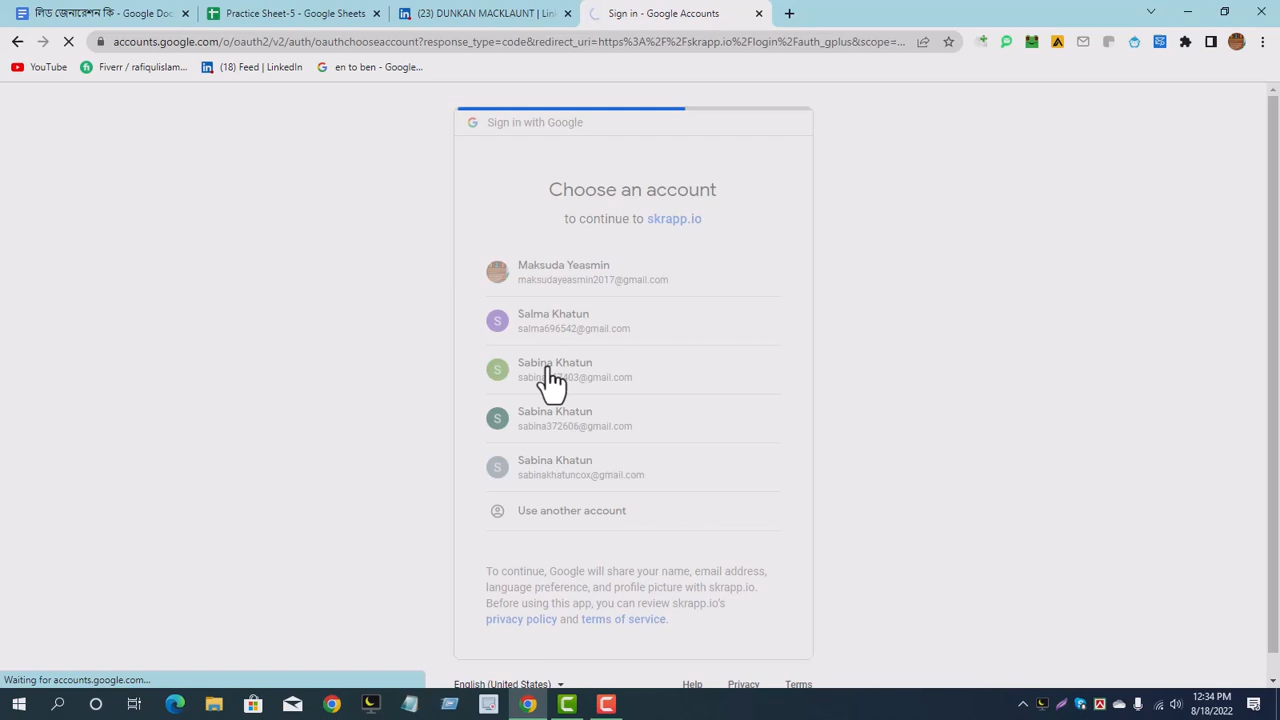 লিড জেনারেশন কি - Google Doc
Practice Sheet-5 - Google Sheets
(23) DUNKAN MACKLAUNT | Lin
Sign in - Google Accounts
accounts.google.com/o/oauth2/v2/auth/oauthchooseaccount?response_type=code&redirect_uri=https%3A%2F%2Fskrapp.io%2Flogin%2Fauth_gplus&scope=...
YouTube
Fiverr / rafiqulislam...
(18) Feed | LinkedIn
en to ben - Google...
Sign in with Google
Choose an account
to continue to skrapp.io
Maksuda Yeasmin
maksudayeasmin2017@gmail.com
S
Salma Khatun
salma696542@gmail.com
S
Sabina Khatun
7403@gmail.com
S
Sabina Khatun
sabina372606@gmail.com
S
Sabina Khatun
sabinakhatuncox@gmail.com
Use another account
To continue, Google will share your name, email address,
language preference, and profile picture with skrapp.io.
Before using this app, you can review skrapp.io's
privacy policy and terms of service.
English (United States)
Help
Privacy
Terms
Waiting for accounts.google.com...
12:34 PM
8/18/2022